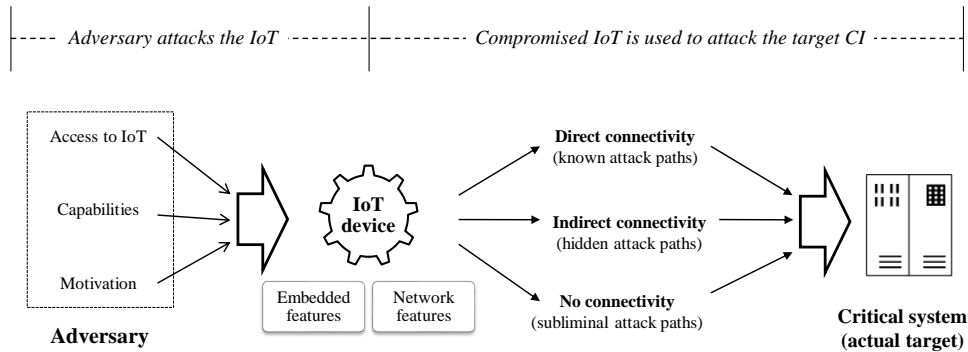 Adversary attacks the IoT
Compromised IoT is used to attack the target CI
Access to IoT
Capabilities
Motivation
Adversary
IoT
device
Embedded
features
Network
features
Direct connectivity
(known attack paths)
Indirect connectivity
(hidden attack paths)
No connectivity
(subliminal attack paths)
Critical system
(actual target)